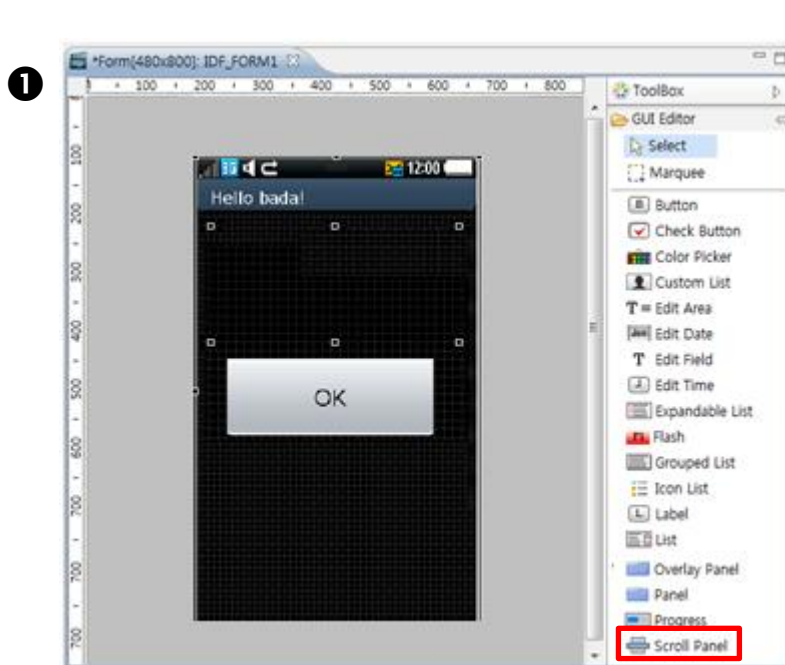 ❶
*Form[480x800]: IDF_FORM1
100 200 300 400 500 600 700 800
100
200
300
400
500
600
700
700
700
12:00
Hello bada!
OK
ToolBox
GUI Editor
Select
Marquee
Button
Check Button
Color Picker
Custom List
Edit Area
Edit Date
Edit Field
Edit Time
Expandable List
Flash
Grouped List
Icon List
Label
List
Overlay Panel
Panel
Progress
Scroll Panel